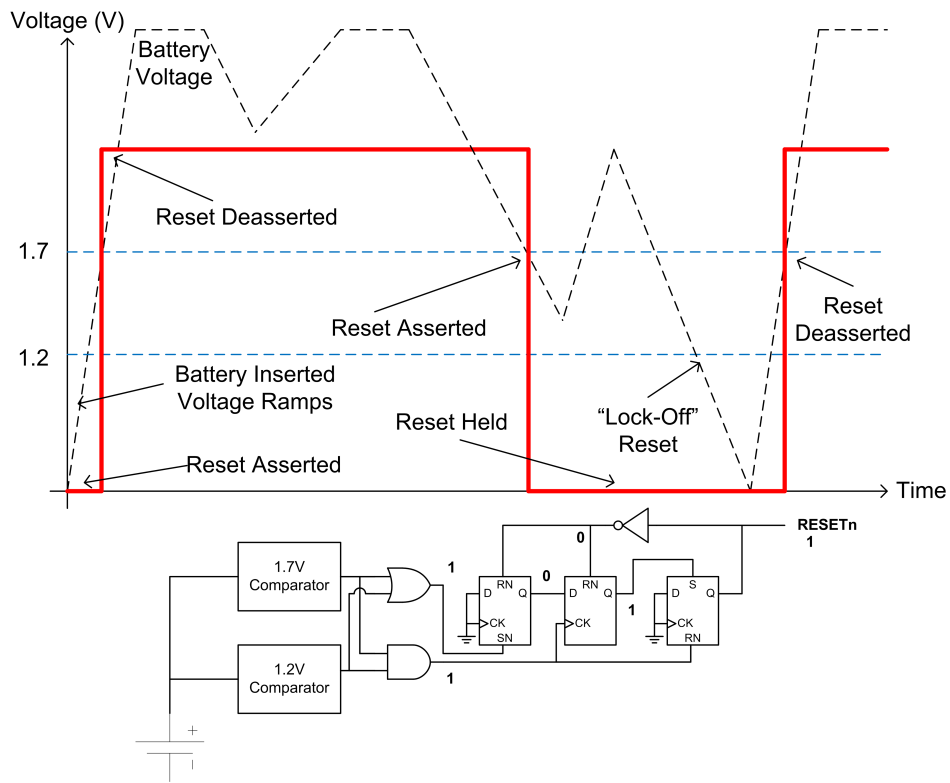 Voltage (V)
Battery
Voltage
Reset Deasserted
1.7
Reset Asserted
Reset
Deasserted
1.2
Battery Inserted
Voltage Ramps
Reset Held
“Lock-Off”
Reset
Reset Asserted
Time
RESETn
1
0
1.7V
Comparator
1
RN
D Q
CK
SN
0
RN
D Q
CK
1
S
D Q
CK
RN
1.2V
Comparator
1
+
I